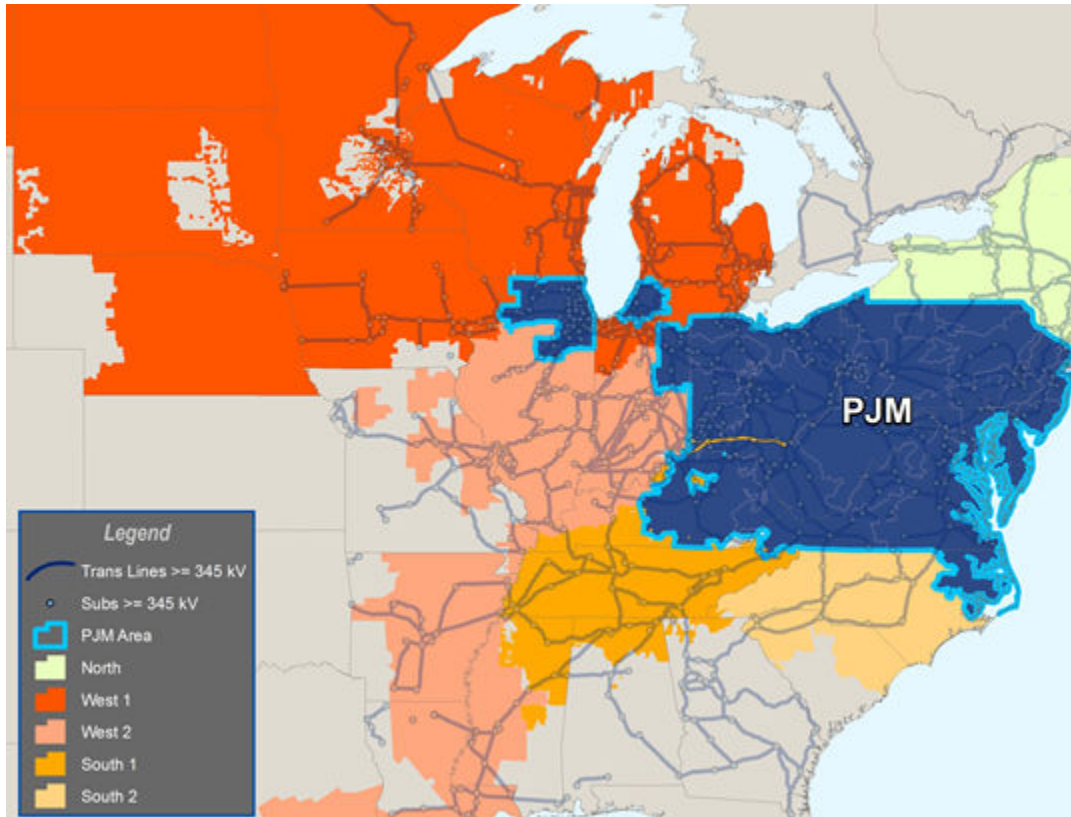 PJM
Legend
Trans Lines >= 345 kV
Subs >= 345 kV
PJM Area
North
West 1
West 2
South 1
South 2